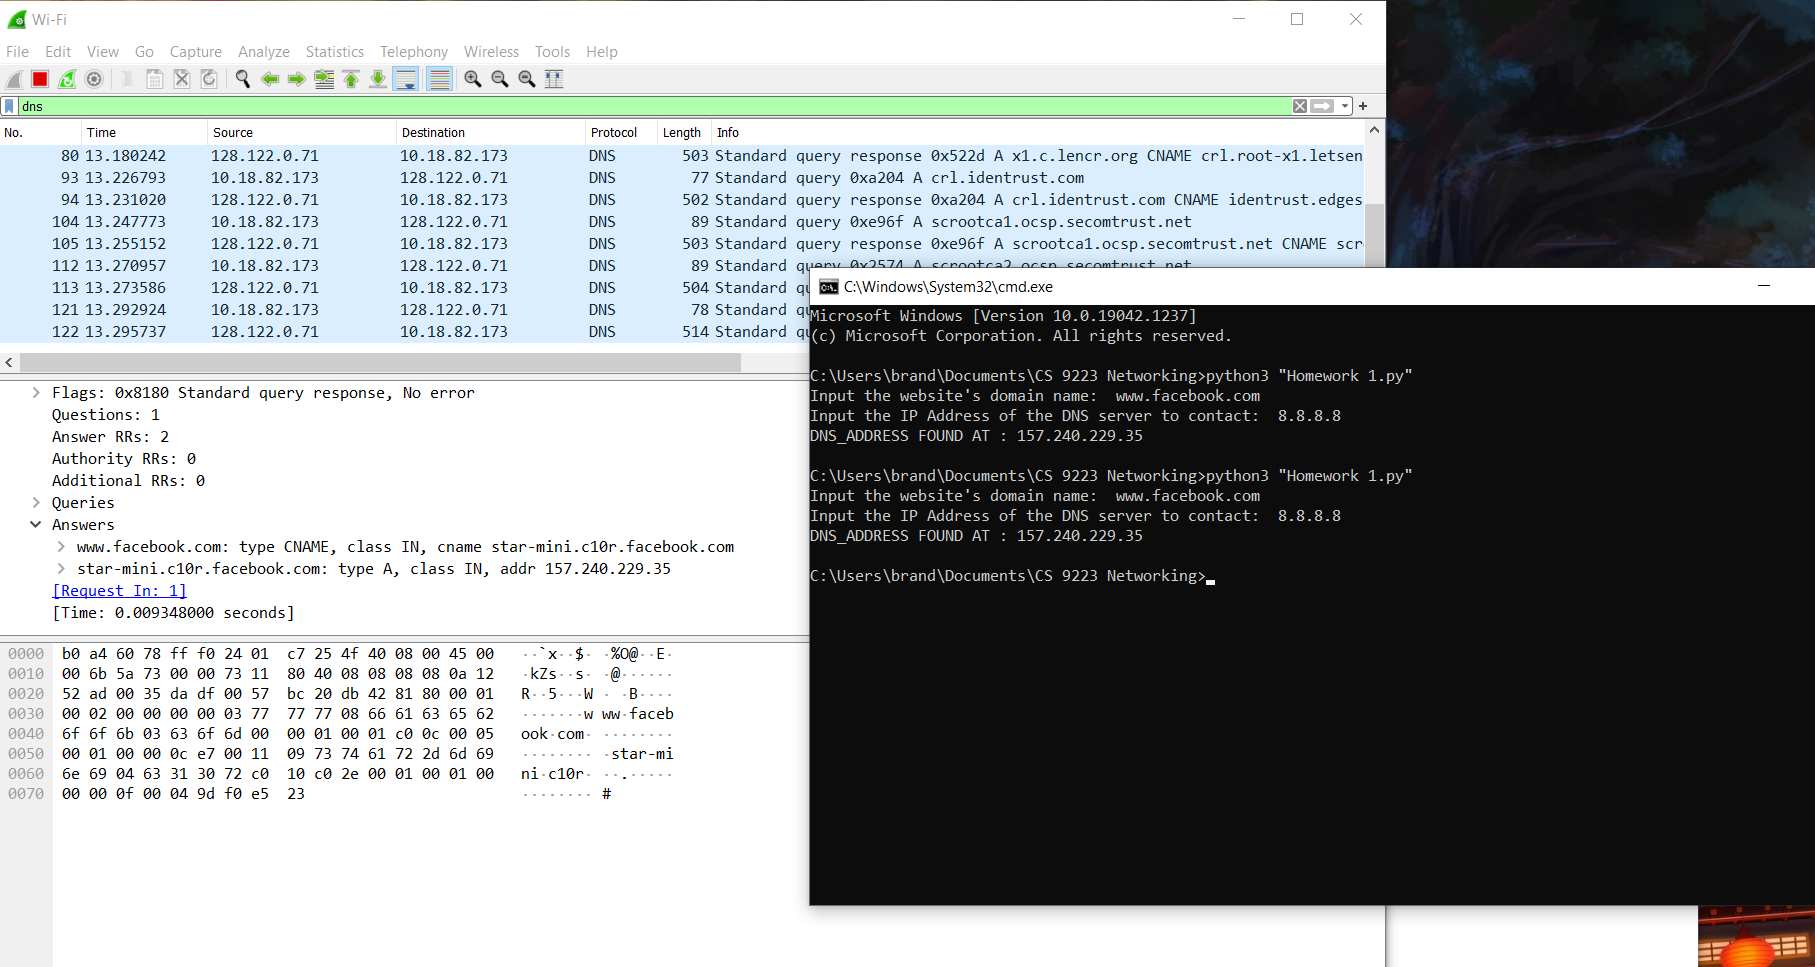 Wi-Fi
File Edit View Go Capture Analyze Statistics Telephony Wireless Tools Help
dns
No. Time Source Destination Protocol Length Info
80 13.180242 128.122.0.71 10.18.82.173 DNS 503 Standard query response 0x522d A x1.c.lencr.org CNAME crl.root-x1.letsen
93 13.226793 10.18.82.173 128.122.0.71 DNS 77 Standard query 0xa204 A crl.identrust.com
94 13.231020 128.122.0.71 10.18.82.173 DNS 502 Standard query response 0xa204 A crl.identrust.com CNAME identrust.edges
104 13.247773 10.18.82.173 128.122.0.71 DNS 89 Standard query 0xe96f A scrootca1.ocsp.secomtrust.net
105 13.255152 128.122.0.71 10.18.82.173 DNS 503 Standard query response 0xe96f A scrootca1.ocsp.secomtrust.net CNAME scr
112 13.270957 10.18.82.173 128.122.0.71 DNS 89 Standard query 0x2574 A scrootca2.ocsp.secomtrust.net
113 13.273586 128.122.0.71 10.18.82.173 DNS 504 Standard
121 13.292924 10.18.82.173 128.122.0.71 DNS 78 Standard
122 13.295737 128.122.0.71 10.18.82.173 DNS 514 Standard
Flags: 0x8180 Standard query response, No error
Questions: 1
Answer RRs: 2
Authority RRs: 0
Additional RRs: 0
Queries
Answers
www.facebook.com: type CNAME, class IN, cname star-mini.c10r.facebook.com
star-mini.c10r.facebook.com: type A, class IN, addr 157.240.229.35
[Request In: 1]
[Time: 0.009348000 seconds]
0000 b0 a4 60 78 ff f0 24 01 c7 25 4f 40 08 00 45 00 ··`x··$· ·%O@··E·
0010 00 6b 5a 73 00 00 73 11 80 40 08 08 08 08 0a 12 ·kZs··s· ·@······
0020 52 ad 00 35 da df 00 57 bc 20 db 42 81 80 00 01 R··5···W · ·B····
0030 00 02 00 00 00 00 03 77 77 77 08 66 61 63 65 62 ·······w ww·faceb
0040 6f 6f 6b 03 63 6f 6d 00 00 01 00 01 c0 0c 00 05 ook·com· ········
0050 00 01 00 00 0c e7 00 11 09 73 74 61 72 2d 6d 69 ········ ·star-mi
0060 6e 69 04 63 31 30 72 c0 10 c0 2e 00 01 00 01 00 ni·c10r· ··.·····
0070 00 00 0f 00 04 9d f0 e5 23 ········ #
C:\Windows\System32\cmd.exe
Microsoft Windows [Version 10.0.19042.1237]
(c) Microsoft Corporation. All rights reserved.
C:\Users\brand\Documents\CS 9223 Networking>python3 "Homework 1.py"
Input the website's domain name:  www.facebook.com
Input the IP Address of the DNS server to contact:  8.8.8.8
DNS_ADDRESS FOUND AT : 157.240.229.35
C:\Users\brand\Documents\CS 9223 Networking>python3 "Homework 1.py"
Input the website's domain name:  www.facebook.com
Input the IP Address of the DNS server to contact:  8.8.8.8
DNS_ADDRESS FOUND AT : 157.240.229.35
C:\Users\brand\Documents\CS 9223 Networking>